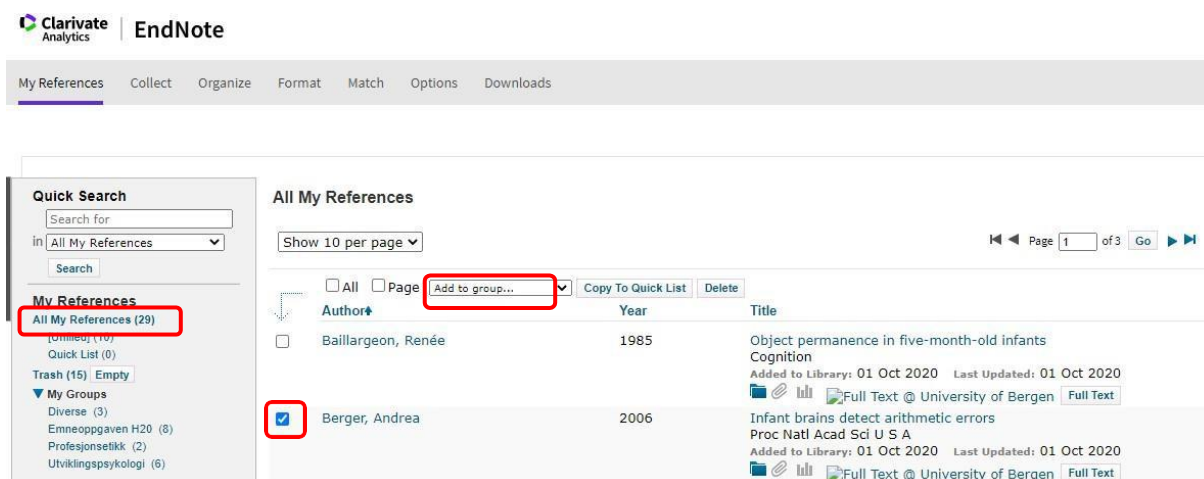 Clarivate
Analytics
EndNote
My References Collect Organize Format Match Options Downloads
Quick Search
Search for
in All My References
Search
My References
All My References (29)
[Unfiled] (10)
Quick List (0)
Trash (15) Empty
My Groups
Diverse (3)
Emneoppgaven H20 (8)
Profesjonsetikk (2)
Utviklingspsykologi (6)
All My References
Show 10 per page
Page 1 of 3 Go
All Page Add to group... Copy To Quick List Delete
Author Year Title
Baillargeon, Renée 1985 Object permanence in five-month-old infants
Cognition
Added to Library: 01 Oct 2020 Last Updated: 01 Oct 2020
Full Text @ University of Bergen Full Text
Berger, Andrea 2006 Infant brains detect arithmetic errors
Proc Natl Acad Sci U S A
Added to Library: 01 Oct 2020 Last Updated: 01 Oct 2020
Full Text @ University of Bergen Full Text